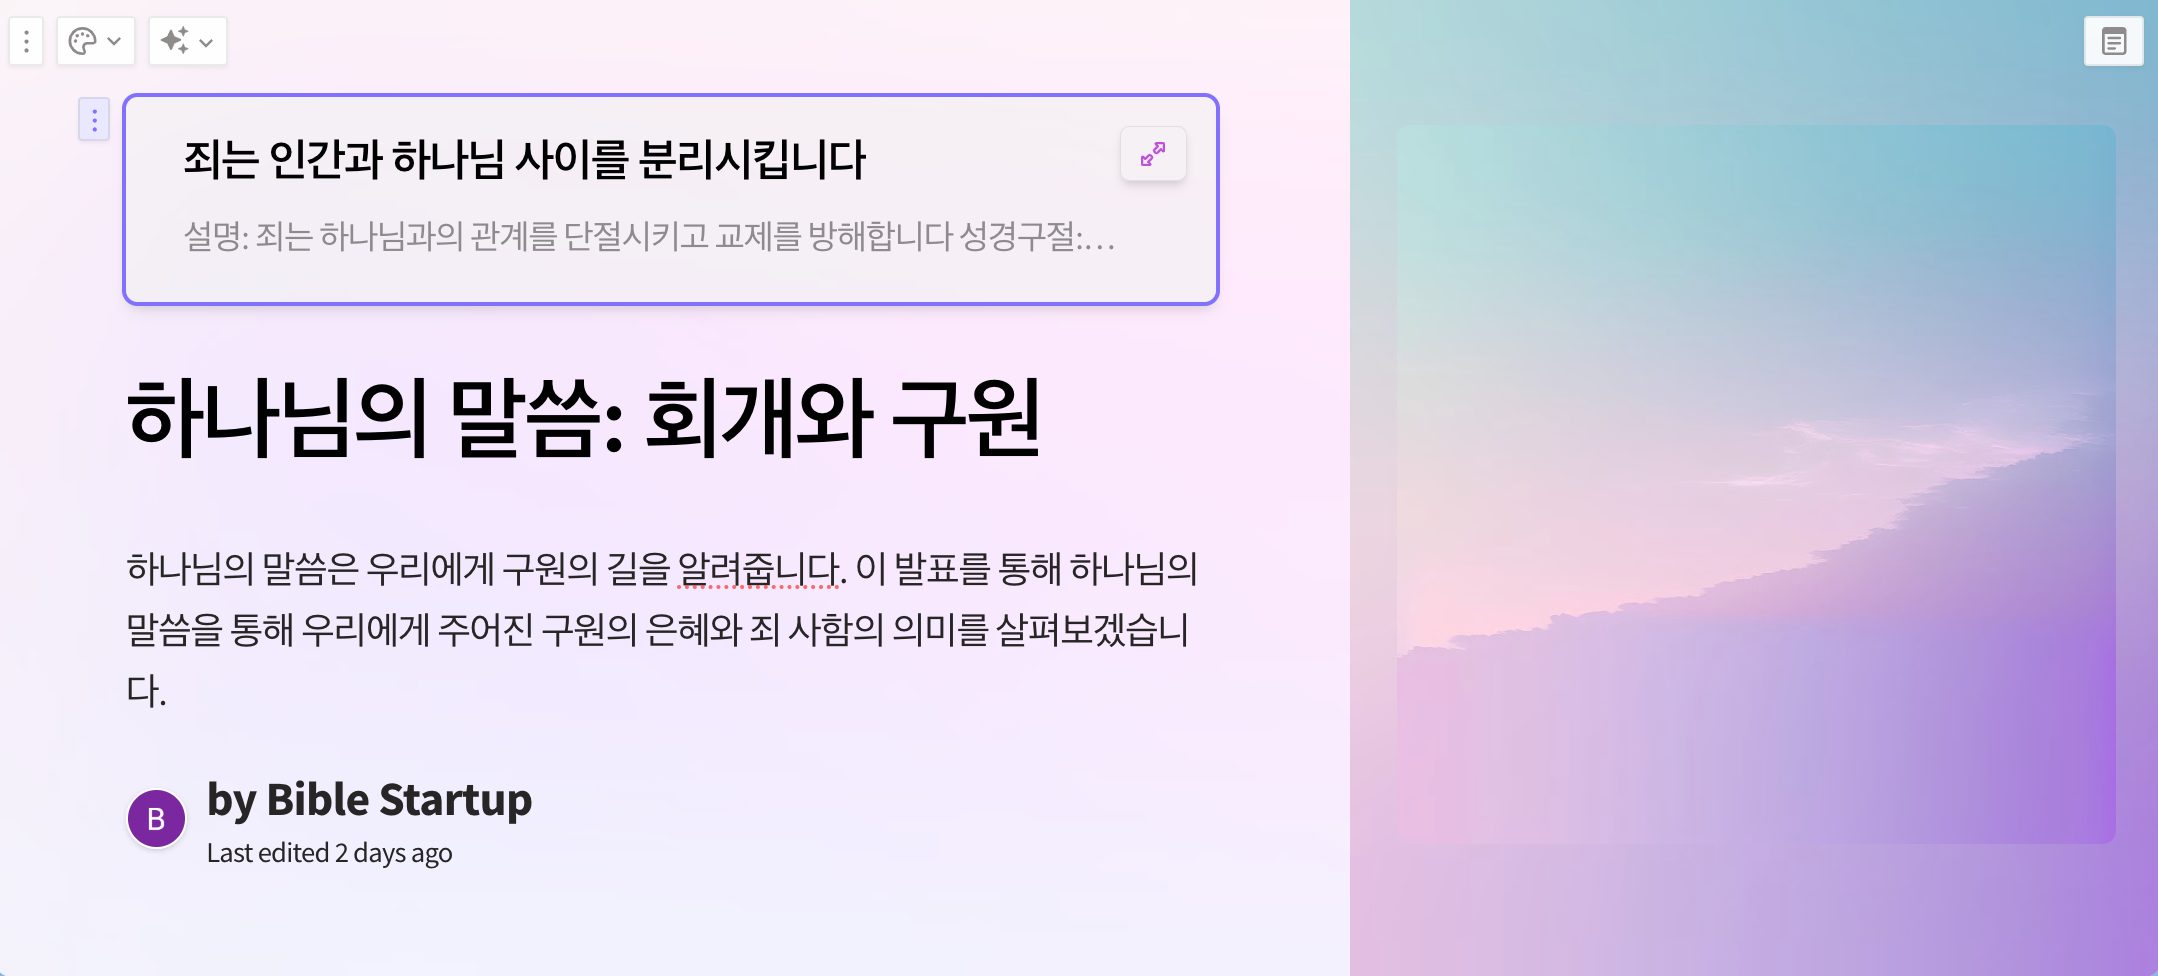 죄는 인간과 하나님 사이를 분리시킵니다
설명: 죄는 하나님과의 관계를 단절시키고 교제를 방해합니다 성경구절:…
하나님의 말씀: 회개와 구원
하나님의 말씀은 우리에게 구원의 길을 알려줍니다. 이 발표를 통해 하나님의
말씀을 통해 우리에게 주어진 구원의 은혜와 죄 사함의 의미를 살펴보겠습니
다.
B
by Bible Startup
Last edited 2 days ago